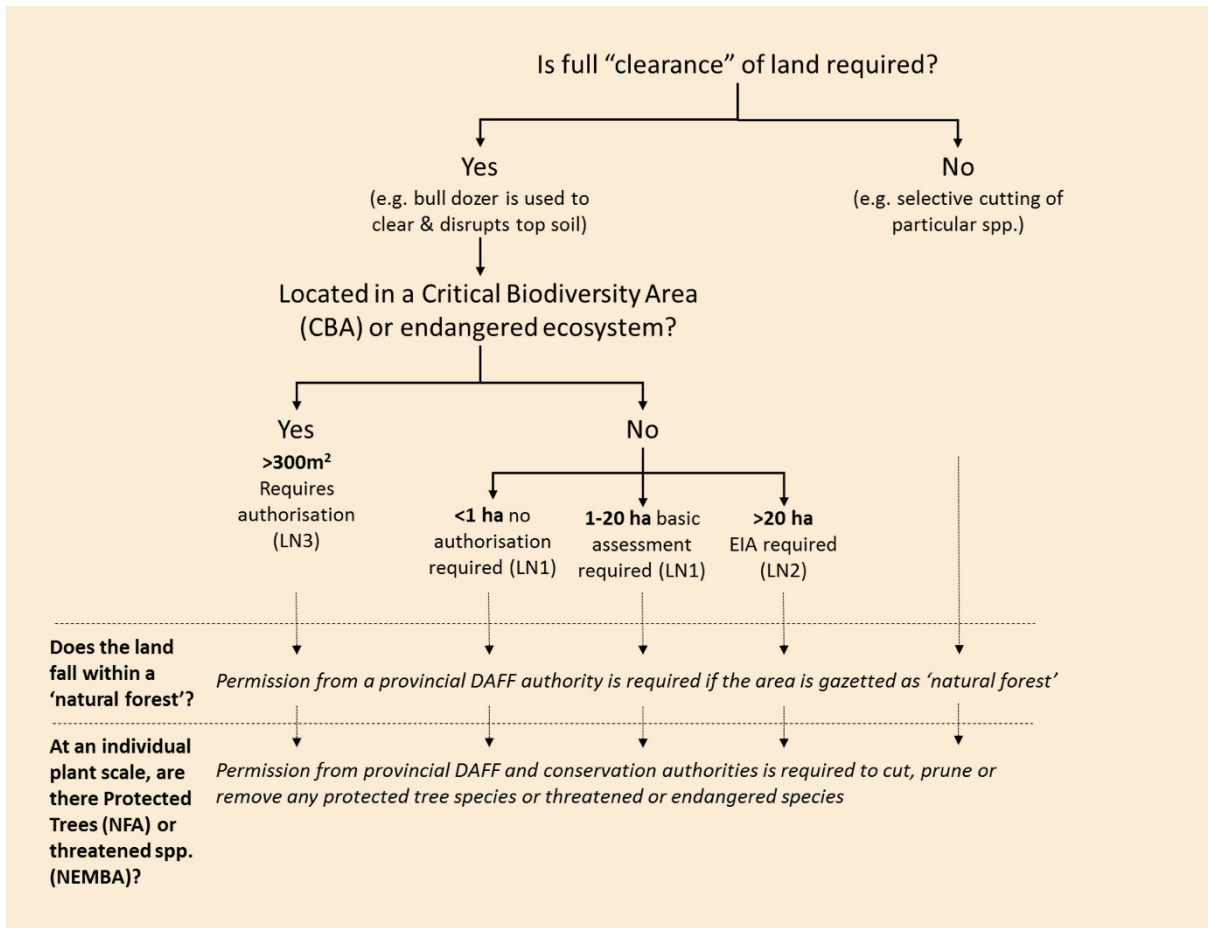 Is full “clearance” of land required?
Yes
(e.g. bull dozer is used to
clear & disrupts top soil)
No
(e.g. selective cutting of
particular spp.)
Located in a Critical Biodiversity Area
(CBA) or endangered ecosystem?
Yes
>300m²
Requires
authorisation
(LN3)
No
<1 ha no
authorisation
required (LN1)
1-20 ha basic
assessment
required (LN1)
>20 ha
EIA required
(LN2)
Does the land
fall within a
‘natural forest’?
Permission from a provincial DAFF authority is required if the area is gazetted as ‘natural forest’
At an individual
plant scale, are
there Protected
Trees (NFA) or
threatened spp.
(NEMBA)?
Permission from provincial DAFF and conservation authorities is required to cut, prune or
remove any protected tree species or threatened or endangered species